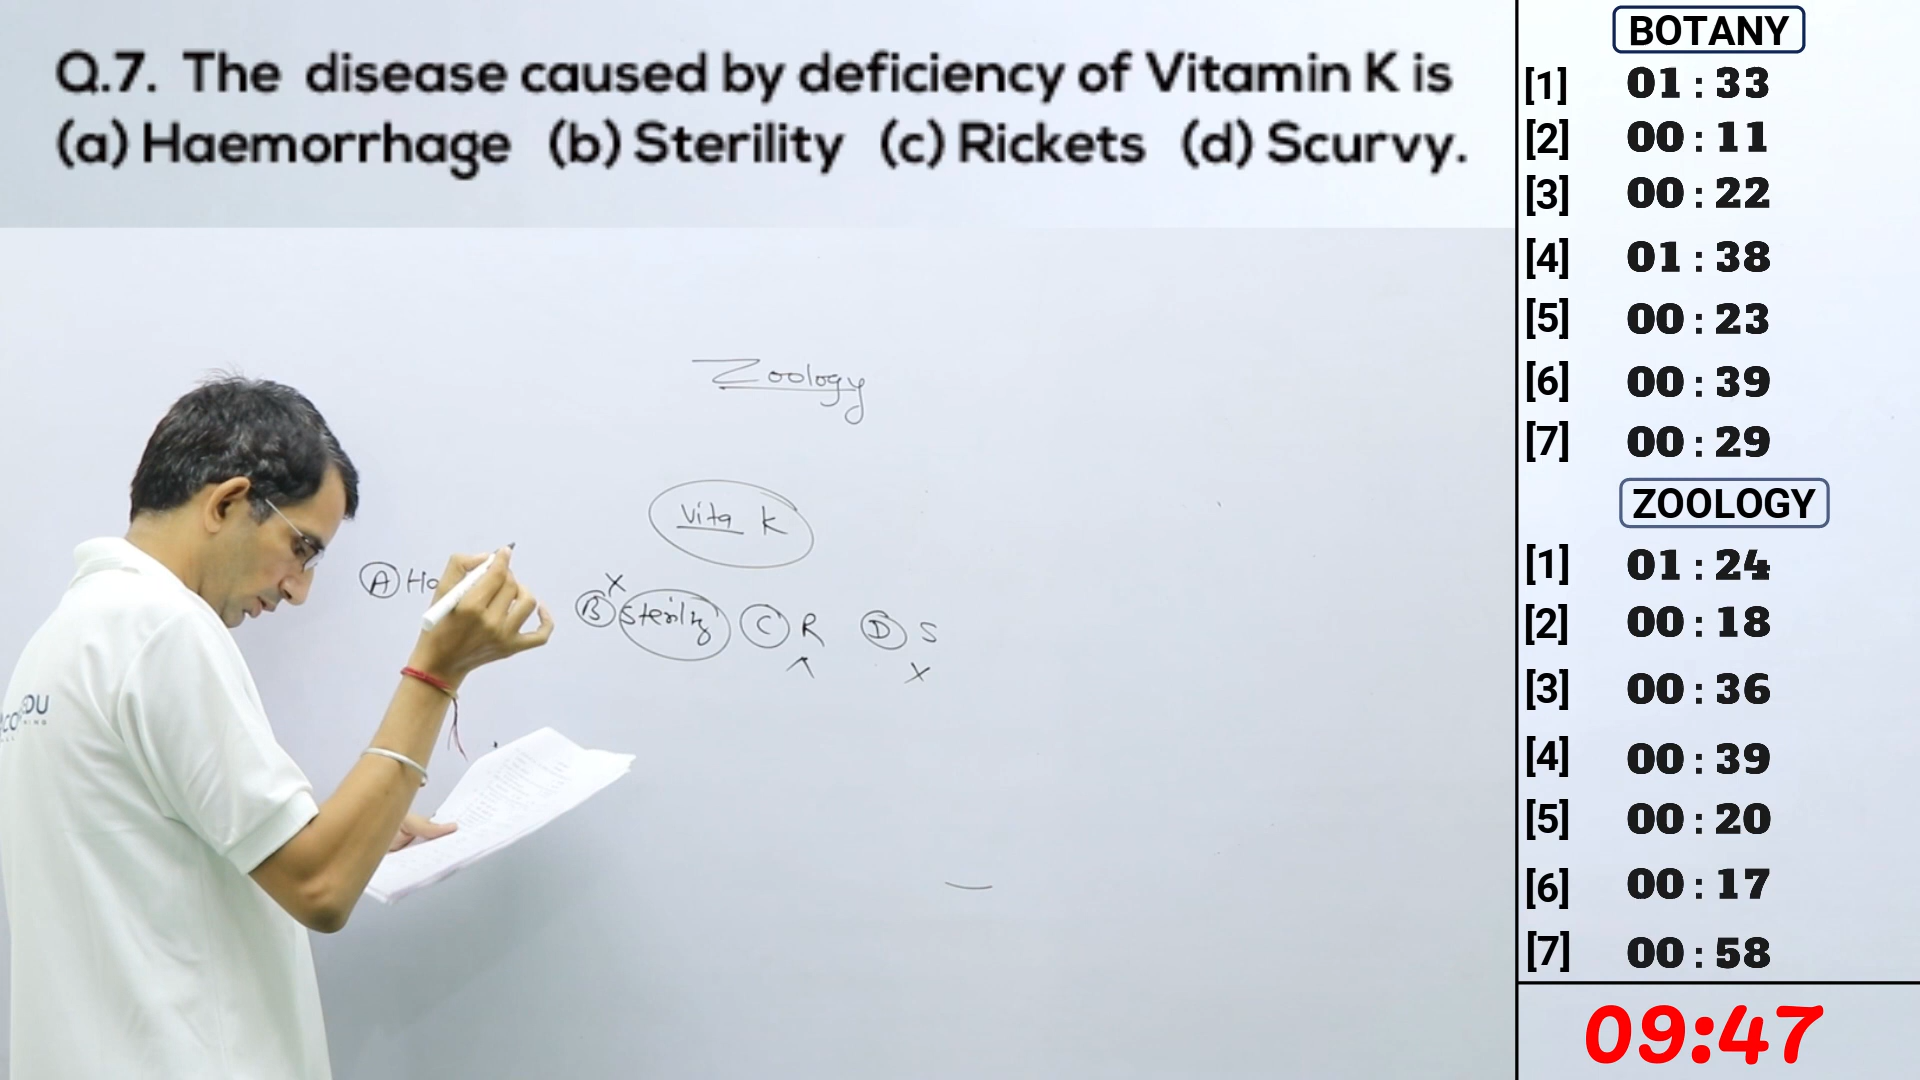 Q.7. The disease caused by deficiency of Vitamin K is
(a) Haemorrhage (b) Sterility (c) Rickets (d) Scurvy.
Zoology
Vita K
A Ha
X
B Sterility C R D S
X
EDU
BOTANY
[1] 01 : 33
[2] 00 : 11
[3] 00 : 22
[4] 01 : 38
[5] 00 : 23
[6] 00 : 39
[7] 00 : 29
ZOOLOGY
[1] 01 : 24
[2] 00 : 18
[3] 00 : 36
[4] 00 : 39
[5] 00 : 20
[6] 00 : 17
[7] 00 : 58
09:47